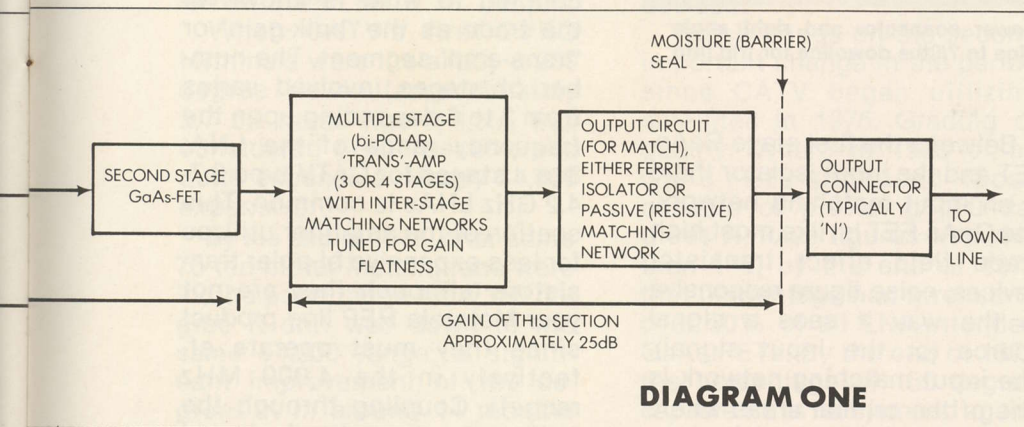 MOISTURE (BARRIER)
SEAL
SECOND STAGE
GaAs-FET
MULTIPLE STAGE
(bi-POLAR)
'TRANS'-AMP
(3 OR 4 STAGES)
WITH INTER-STAGE
MATCHING NETWORKS
TUNED FOR GAIN
FLATNESS
OUTPUT CIRCUIT
(FOR MATCH),
EITHER FERRITE
ISOLATOR OR
PASSIVE (RESISTIVE)
MATCHING
NETWORK
OUTPUT
CONNECTOR
(TYPICALLY
'N')
TO
DOWN-
LINE
GAIN OF THIS SECTION
APPROXIMATELY 25dB
DIAGRAM ONE